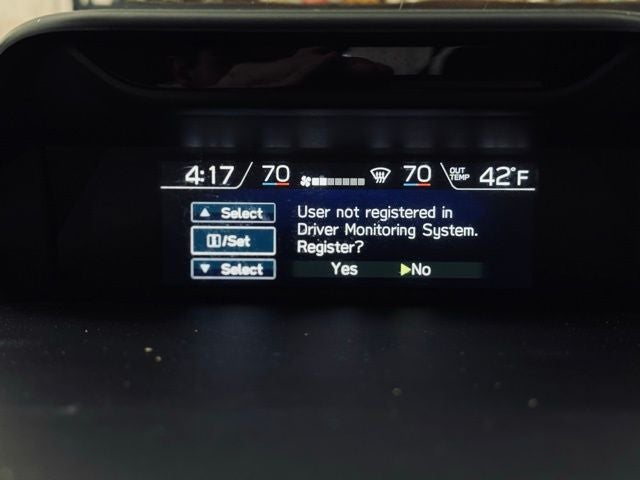 4:17 70 70 OUT TEMP 42°F
▲ Select
i/Set
▼ Select
User not registered in
Driver Monitoring System.
Register?
Yes ▶No